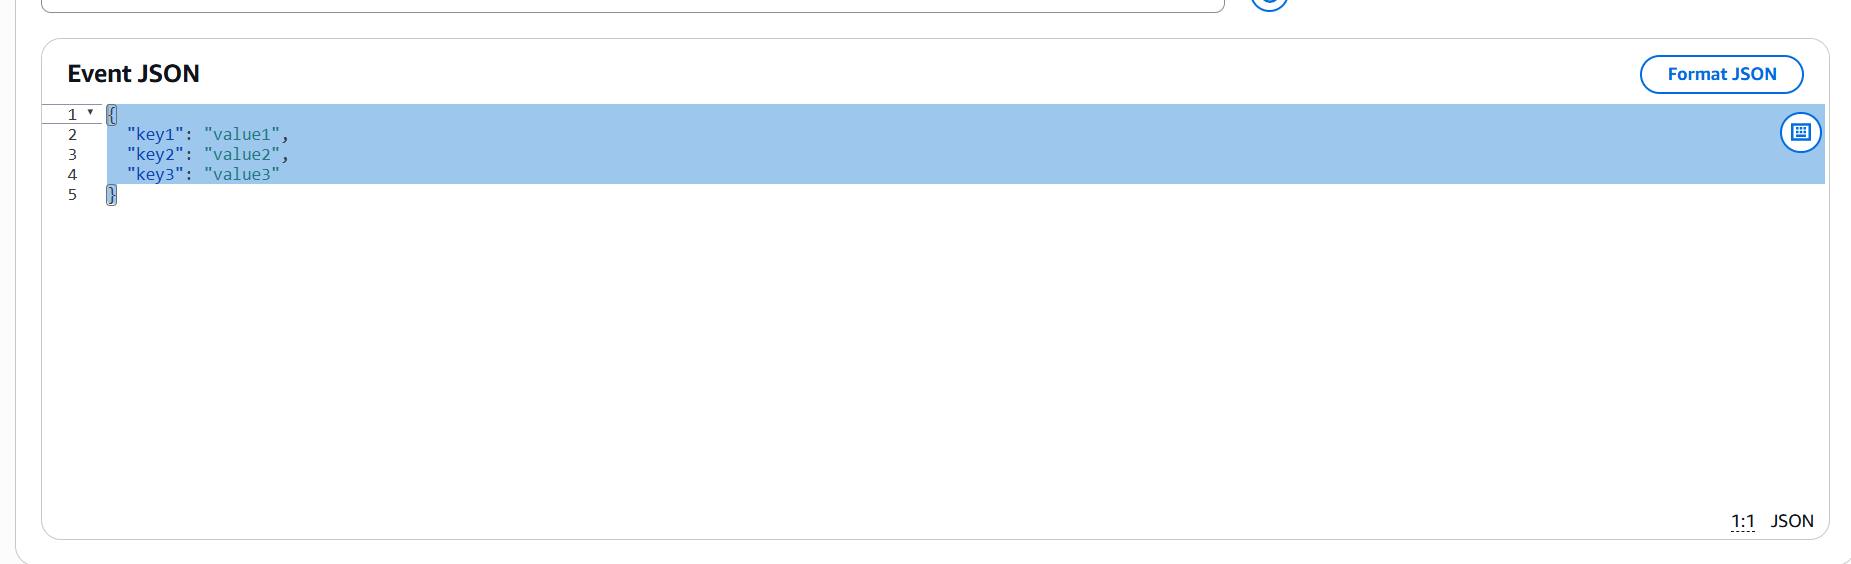 Event JSON
Format JSON
1 {
2 "key1": "value1",
3 "key2": "value2",
4 "key3": "value3"
5 }
1:1 JSON